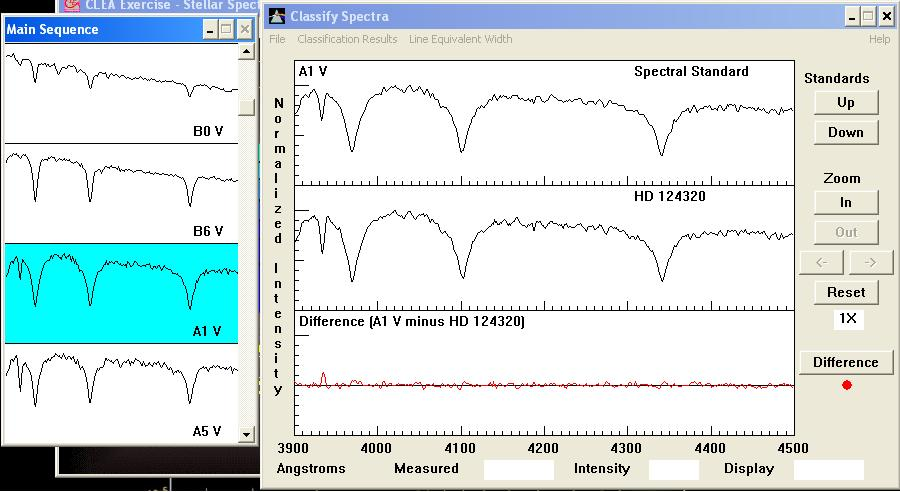 CLEA Exercise - Stellar Spect
Main Sequence
B0 V
B6 V
A1 V
A5 V
Classify Spectra
File Classification Results Line Equivalent Width Help
Normalized Intensity
A1 V Spectral Standard
HD 124320
Difference (A1 V minus HD 124320)
3900 4000 4100 4200 4300 4400 4500
Angstroms Measured Intensity Display
Standards
Up
Down
Zoom
In
Out
<- ->
Reset
1X
Difference